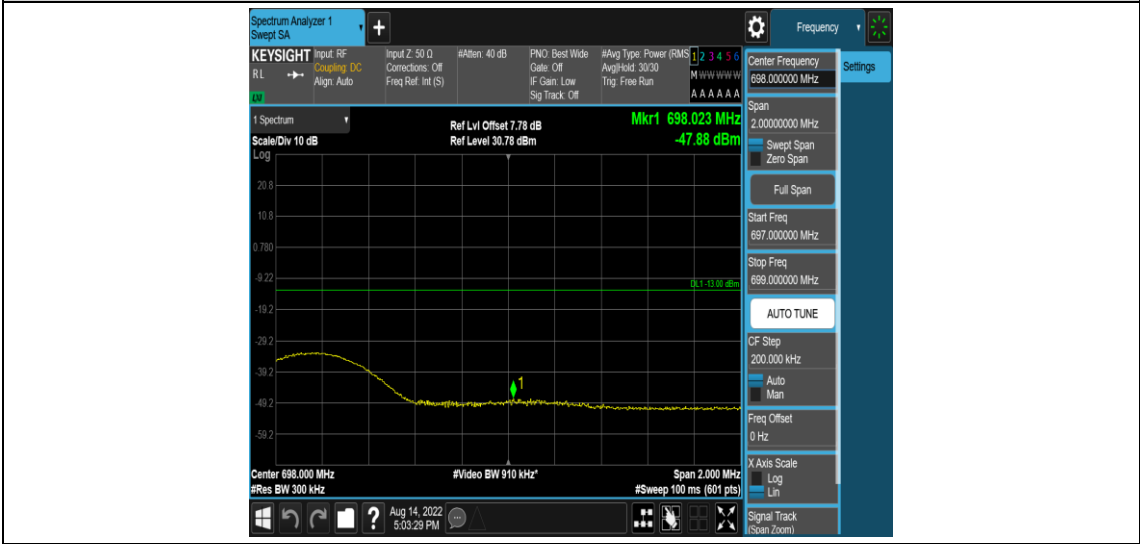 Spectrum Analyzer 1
Swept SA
+
Frequency
KEYSIGHT
RL
Input: RF
Coupling: DC
Align: Auto
Input Z: 50 Ω
Corrections: Off
Freq Ref: Int (S)
#Atten: 40 dB
PNO: Best Wide
Gate: Off
IF Gain: Low
Sig Track: Off
#Avg Type: Power (RMS
Avg|Hold: 30/30
Trig: Free Run
1 2 3 4 5 6
M W W W W W
A A A A A A
1 Spectrum
Scale/Div 10 dB
Log
Ref Lvl Offset 7.78 dB
Ref Level 30.78 dBm
Mkr1 698.023 MHz
-47.88 dBm
20.8
10.8
0.780
-9.22
-19.2
-29.2
-39.2
-49.2
-59.2
DL1 -13.00 dBm
1
Center 698.000 MHz
#Res BW 300 kHz
#Video BW 910 kHz*
Span 2.000 MHz
#Sweep 100 ms (601 pts)
Center Frequency
698.000000 MHz
Settings
Span
2.00000000 MHz
Swept Span
Zero Span
Full Span
Start Freq
697.000000 MHz
Stop Freq
699.000000 MHz
AUTO TUNE
CF Step
200.000 kHz
Auto
Man
Freq Offset
0 Hz
X Axis Scale
Log
Lin
Signal Track
(Span Zoom)
?
Aug 14, 2022
5:03:29 PM